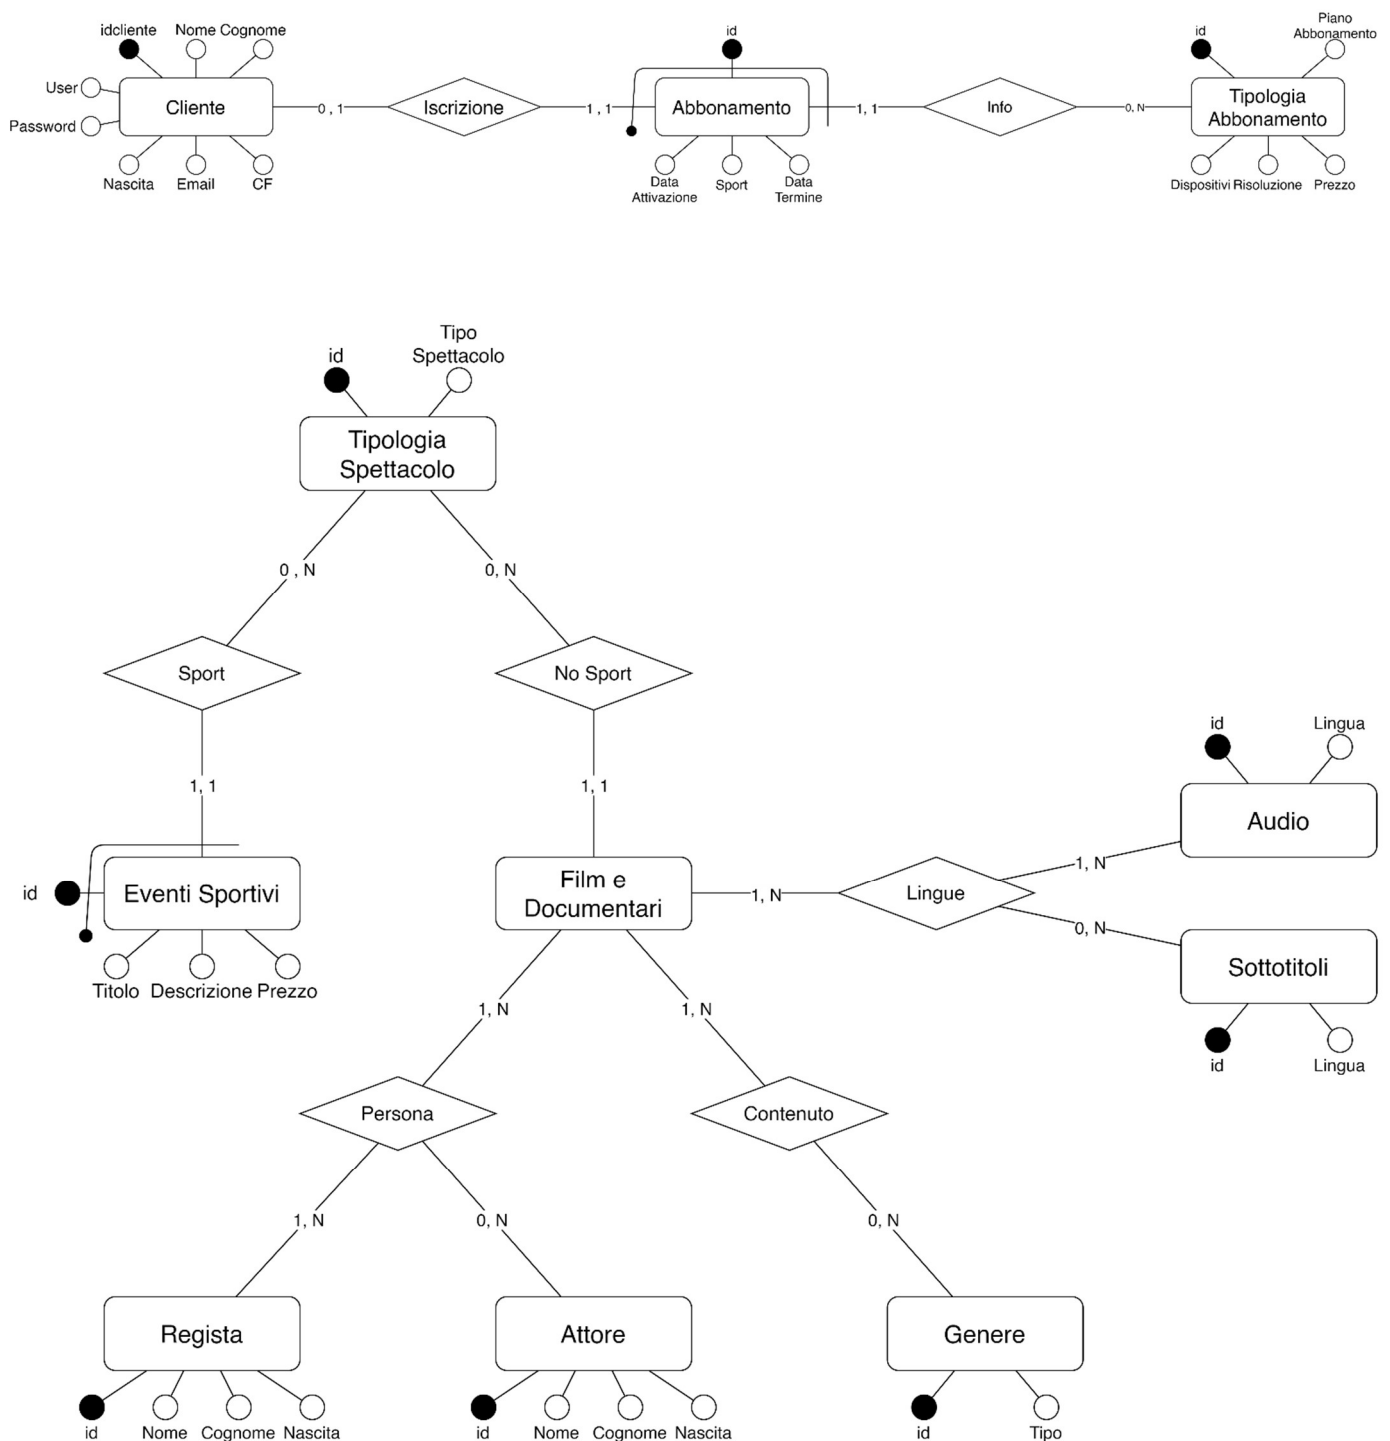 idcliente
Nome Cognome
id
id
Piano
Abbonamento
User
Password
Cliente
0 , 1
Iscrizione
1, 1
Abbonamento
1, 1
Info
0, N
Tipologia
Abbonamento
Nascita
Email
CF
Data
Attivazione
Sport
Data
Termine
Dispositivi
Risoluzione
Prezzo
id
Tipo
Spettacolo
Tipologia
Spettacolo
0 , N
0, N
Sport
No Sport
1, 1
1, 1
id
Eventi Sportivi
Titolo
Descrizione
Prezzo
Film e
Documentari
1, N
Lingue
1, N
0, N
id
Lingua
Audio
Sottotitoli
id
Lingua
1, N
1, N
Persona
Contenuto
1, N
0, N
0, N
Regista
Attore
Genere
id
Nome
Cognome
Nascita
id
Nome
Cognome
Nascita
id
Tipo